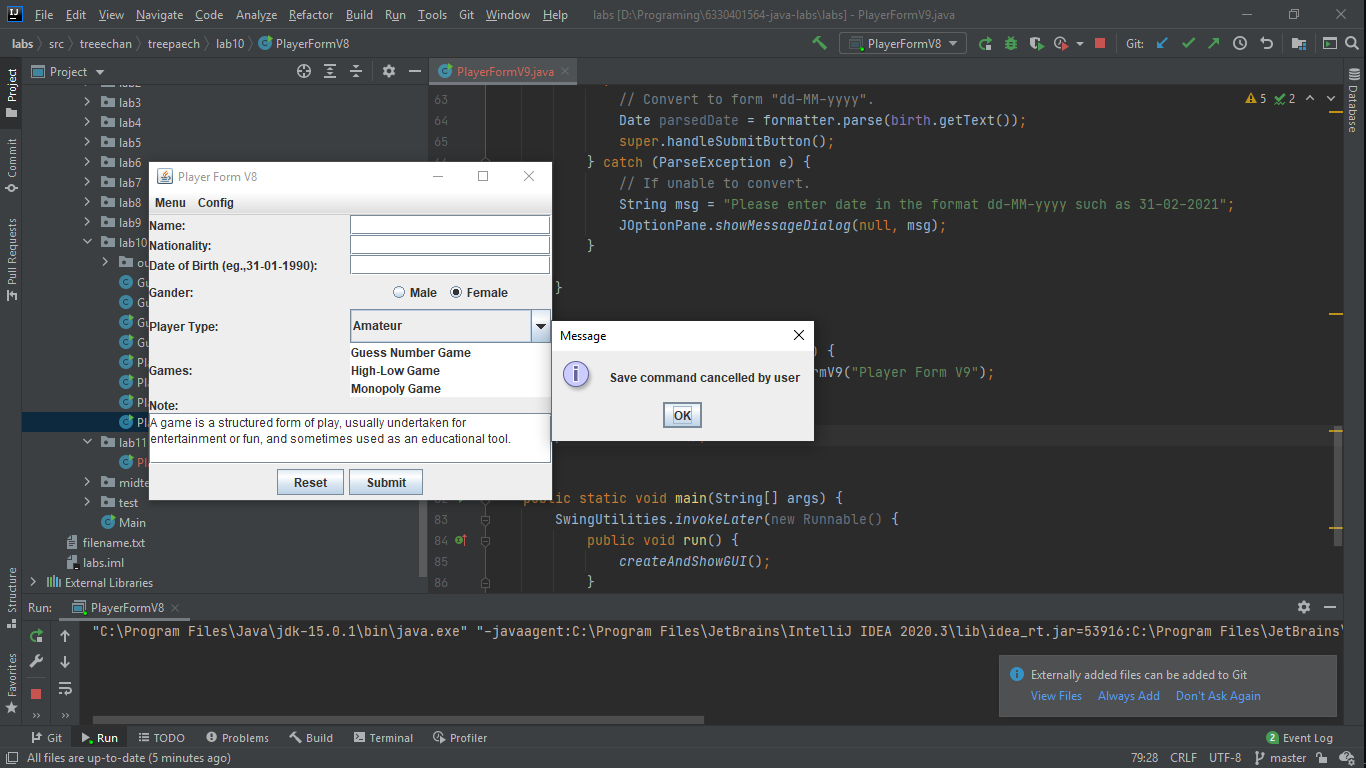 File Edit View Navigate Code Analyze Refactor Build Run Tools Git Window Help labs [D:\Programing\6330401564-java-labs\labs] - PlayerFormV9.java
labs src treeechan treepaech lab10 PlayerFormV8
PlayerFormV8 Git:
Project
PlayerFormV9.java
Project
Commit
Pull Requests
Structure
Favorites
Database
lab3
lab4
lab5
lab6
lab7
lab8
lab9
lab10
ou
Gu
Gu
Gu
Gu
Pl
Pl
Pl
Pl
lab11
Pl
midte
test
Main
filename.txt
labs.iml
External Libraries
5 2
63 // Convert to form "dd-MM-yyyy".
64 Date parsedDate = formatter.parse(birth.getText());
65 super.handleSubmitButton();
} catch (ParseException e) {
// If unable to convert.
String msg = "Please enter date in the format dd-MM-yyyy such as 31-02-2021";
JOptionPane.showMessageDialog(null, msg);
}
}
) {
rmV9("Player Form V9");
public static void main(String[] args) {
83 SwingUtilities.invokeLater(new Runnable() {
84 public void run() {
85 createAndShowGUI();
86 }
Player Form V8
Menu Config
Name:
Nationality:
Date of Birth (eg.,31-01-1990):
Gander: Male Female
Player Type: Amateur
Guess Number Game
Games: High-Low Game
Monopoly Game
Note:
A game is a structured form of play, usually undertaken for
entertainment or fun, and sometimes used as an educational tool.
Reset Submit
Message
Save command cancelled by user
OK
Run: PlayerFormV8
"C:\Program Files\Java\jdk-15.0.1\bin\java.exe" "-javaagent:C:\Program Files\JetBrains\IntelliJ IDEA 2020.3\lib\idea_rt.jar=53916:C:\Program Files\JetBrains\
Externally added files can be added to Git
View Files Always Add Don't Ask Again
Git Run TODO Problems Build Terminal Profiler 2 Event Log
All files are up-to-date (5 minutes ago) 79:28 CRLF UTF-8 master